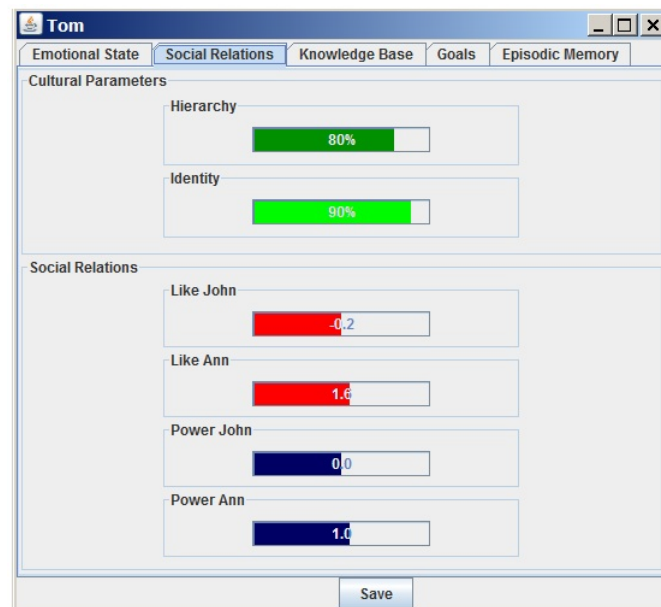 Tom
Emotional State Social Relations Knowledge Base Goals Episodic Memory
Cultural Parameters
Hierarchy
80%
Identity
90%
Social Relations
Like John
-0.2
Like Ann
1.6
Power John
0.0
Power Ann
1.0
Save